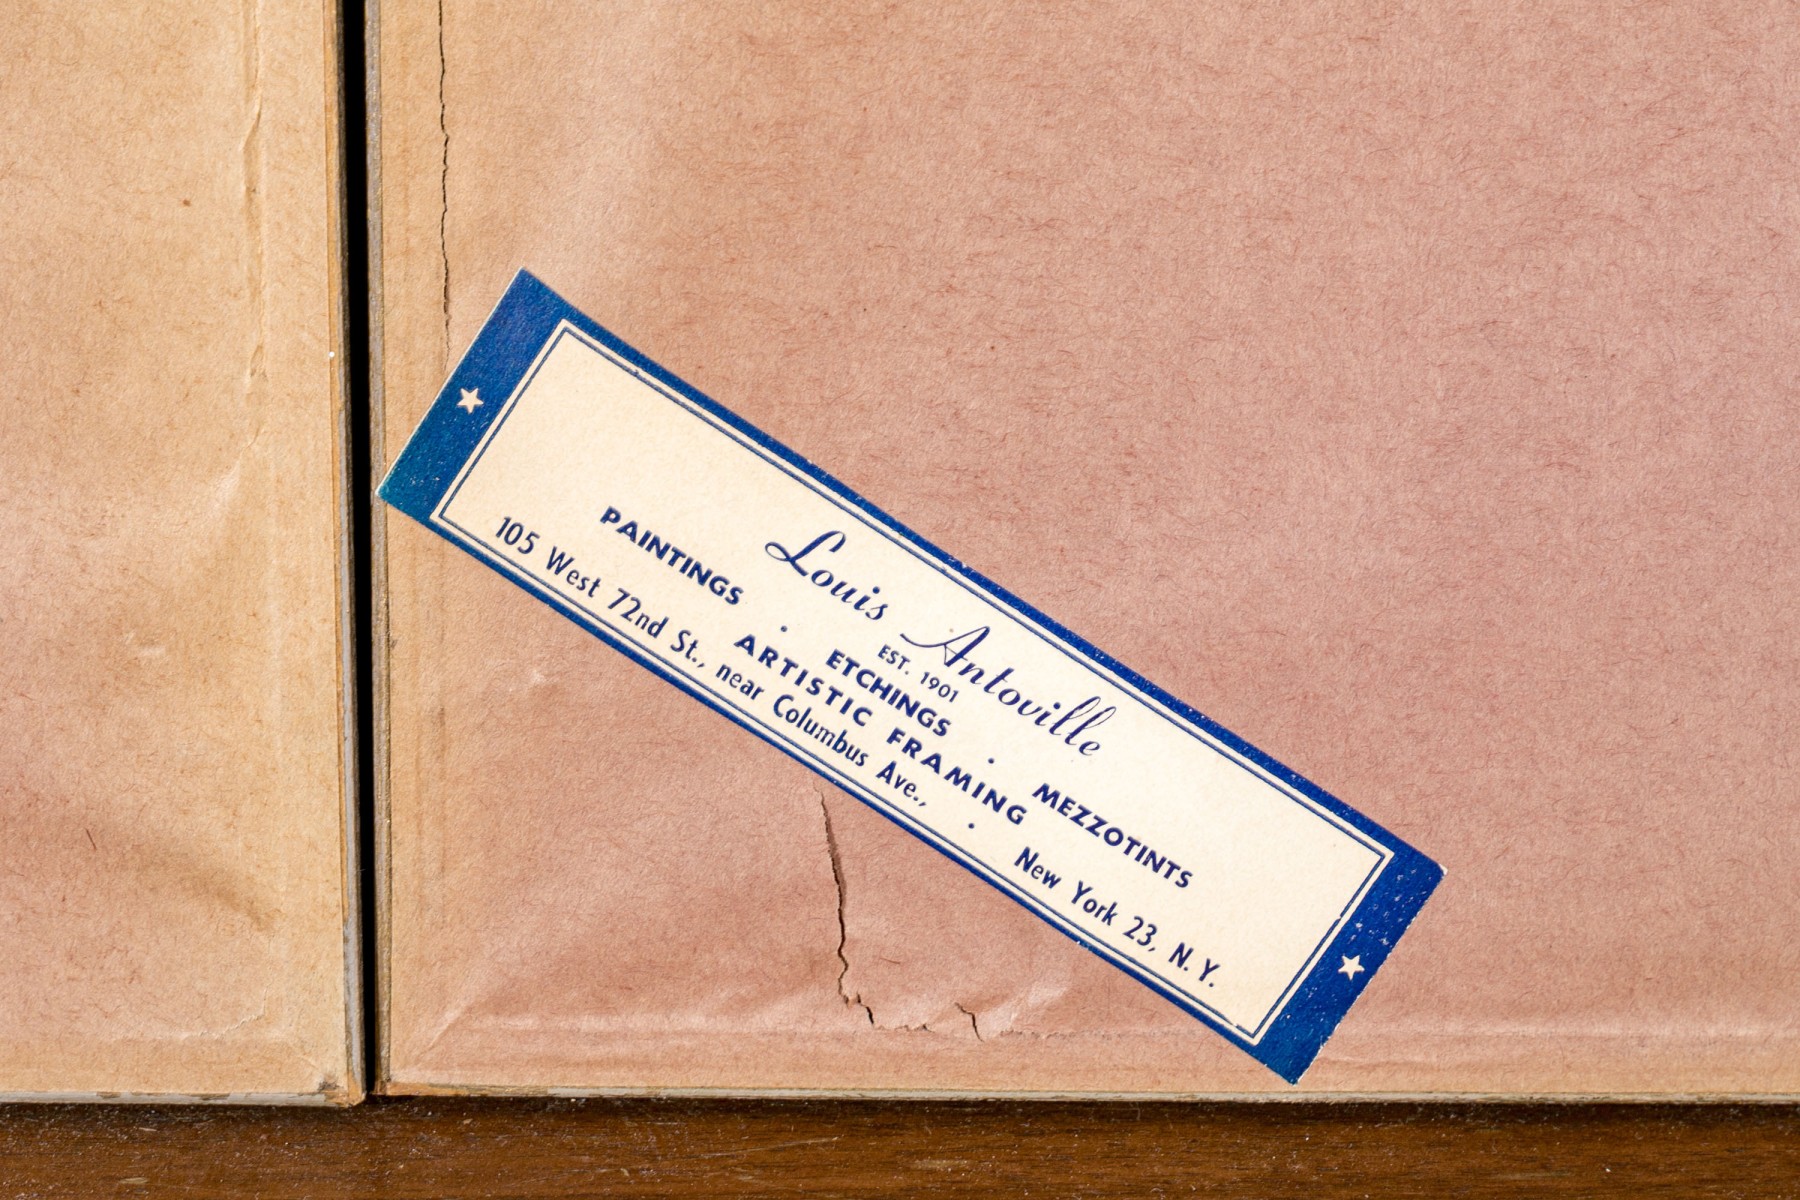 Louis Antoville
EST. 1901
PAINTINGS · ETCHINGS · MEZZOTINTS
ARTISTIC FRAMING
105 West 72nd St., near Columbus Ave., · New York 23, N. Y.